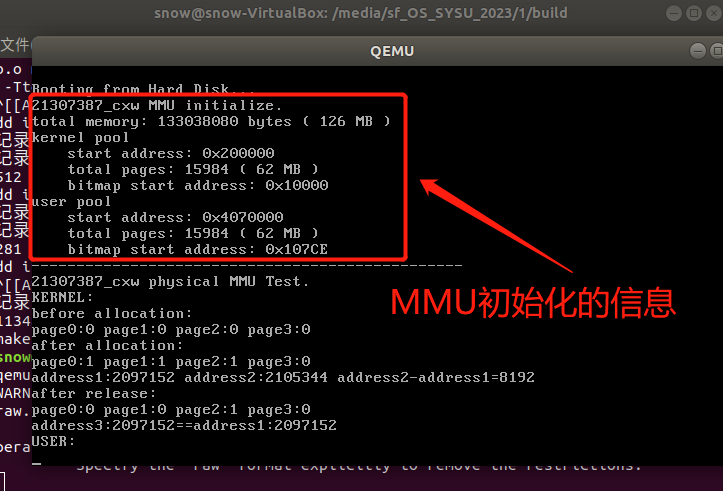 snow@snow-VirtualBox: /media/sf_OS_SYSU_2023/1/build
文件(
QEMU
Booting from Hard Disk...
21307387_cxw MMU initialize.
total memory: 133038080 bytes ( 126 MB )
kernel pool
start address: 0x200000
total pages: 15984 ( 62 MB )
bitmap start address: 0x10000
user pool
start address: 0x4070000
total pages: 15984 ( 62 MB )
bitmap start address: 0x107CE
--------------------------------------------------
21307387_cxw physical MMU Test.
KERNEL:
before allocation:
page0:0 page1:0 page2:0 page3:0
after allocation:
page0:1 page1:1 page2:1 page3:0
address1:2097152 address2:2105344 address2-address1=8192
after release:
page0:0 page1:0 page2:1 page3:0
address3:2097152==address1:2097152
USER:
MMU初始化的信息
o.o
-Tt
^[[A
dd i
记录
记录
512
dd i
记录
记录
281
dd i
^[[A
记录
1134
make
snow
qemu
WARN
raw.
opera
Specify the 'raw' format explicitly to remove the restrictions.